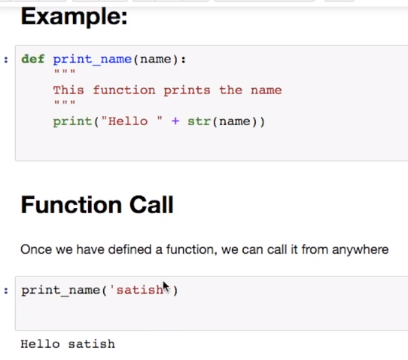 Example:
: def print_name(name):
"""
This function prints the name
"""
print("Hello " + str(name))
Function Call
Once we have defined a function, we can call it from anywhere
: print_name('satish')
Hello satish